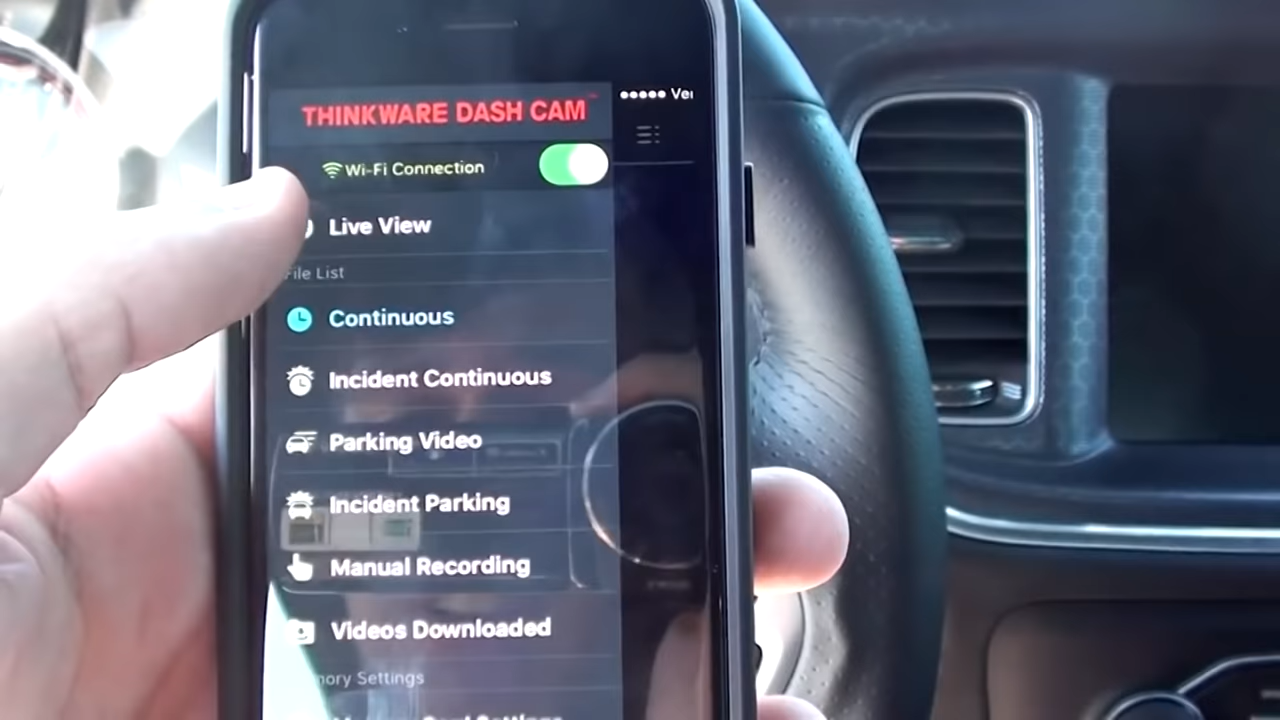 THINKWARE DASH CAM
Wi-Fi Connection
Live View
File List
Continuous
Incident Continuous
Parking Video
Incident Parking
Manual Recording
Videos Downloaded
Settings